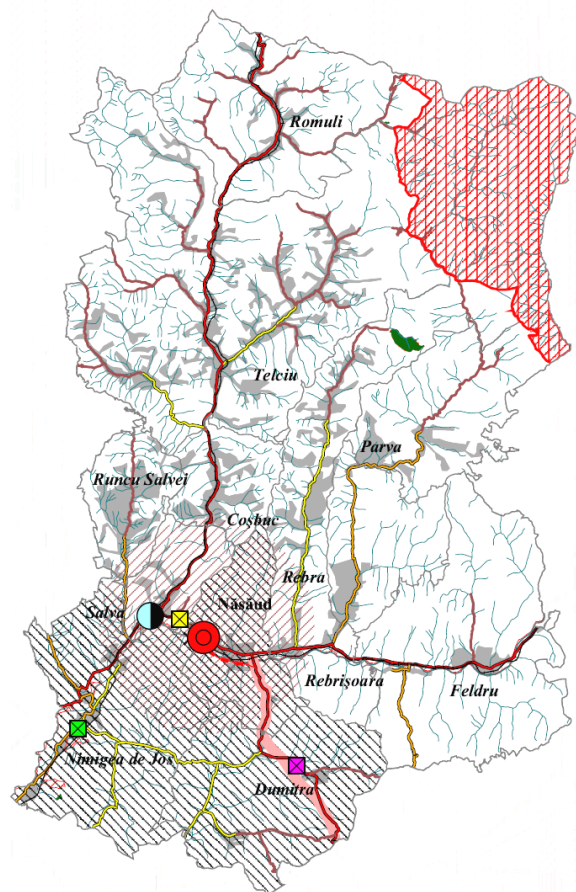 Romuli
Telciu
Parva
Runcu Salvei
Coşbuc
Rebra
Salva
Năsăud
Rebrişoara
Feldru
Nimigea de Jos
Dumitra